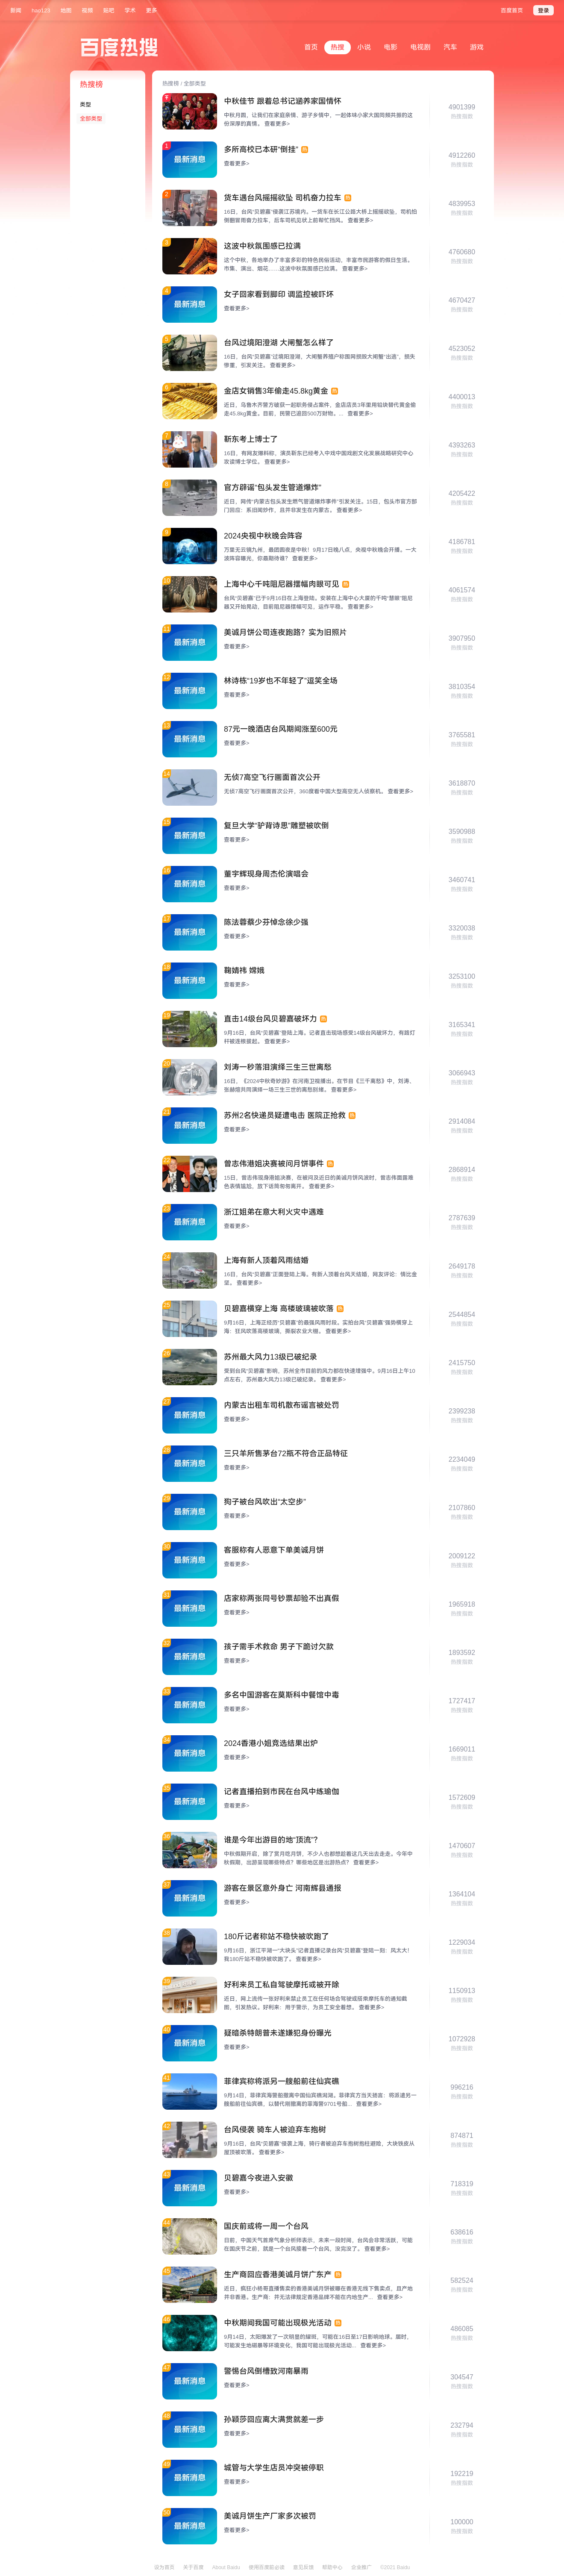 新闻 hao123 地图 视频 贴吧 学术 更多 百度首页 登录
百度热搜
首页 热搜 小说 电影 电视剧 汽车 游戏
热搜榜
类型
全部类型
热搜榜 / 全部类型
中秋佳节 跟着总书记涵养家国情怀
中秋月圆，让我们在家庭亲情、游子乡情中，一起体味小家大国同频共振的这份深厚的真情。 查看更多>
4901399
热搜指数
1
最新消息
多所高校已本研“倒挂” 热
查看更多>
4912260
热搜指数
2
货车遇台风摇摇欲坠 司机奋力拉车 热
16日，台风“贝碧嘉”侵袭江苏境内。一货车在长江公路大桥上摇摇欲坠，司机怕侧翻冒雨奋力拉车，后车司机见状上前帮忙挡风。 查看更多>
4839953
热搜指数
3
这波中秋氛围感已拉满
这个中秋，各地举办了丰富多彩的特色民俗活动，丰富市民游客的假日生活。市集、演出、烟花……这波中秋氛围感已拉满。 查看更多>
4760680
热搜指数
4
最新消息
女子回家看到脚印 调监控被吓坏
查看更多>
4670427
热搜指数
5
台风过境阳澄湖 大闸蟹怎么样了
16日，台风“贝碧嘉”过境阳澄湖，大闸蟹养殖户称围网损毁大闸蟹“出逃”，损失惨重，引发关注。 查看更多>
4523052
热搜指数
6
金店女销售3年偷走45.8kg黄金 热
近日，乌鲁木齐警方破获一起职务侵占案件，金店店员3年里用铅块替代黄金偷走45.8kg黄金。目前，民警已追回500万财物。... 查看更多>
4400013
热搜指数
7
靳东考上博士了
16日，有网友爆料称，演员靳东已经考入中戏中国戏剧文化发展战略研究中心攻读博士学位。 查看更多>
4393263
热搜指数
8
官方辟谣“包头发生管道爆炸”
近日，网传“内蒙古包头发生燃气管道爆炸事件”引发关注。15日，包头市官方部门回应：系旧闻炒作，且并非发生在内蒙古。 查看更多>
4205422
热搜指数
9
2024央视中秋晚会阵容
万里无云镜九州，最团圆夜是中秋！9月17日晚八点，央视中秋晚会开播。一大波阵容曝光，你最期待谁？ 查看更多>
4186781
热搜指数
10
上海中心千吨阻尼器摆幅肉眼可见 热
台风“贝碧嘉”已于9月16日在上海登陆。安装在上海中心大厦的千吨“慧眼”阻尼器又开始晃动，目前阻尼器摆幅可见，运作平稳。 查看更多>
4061574
热搜指数
11
最新消息
美诚月饼公司连夜跑路？实为旧照片
查看更多>
3907950
热搜指数
12
最新消息
林诗栋“19岁也不年轻了”逗笑全场
查看更多>
3810354
热搜指数
13
最新消息
87元一晚酒店台风期间涨至600元
查看更多>
3765581
热搜指数
14
无侦7高空飞行画面首次公开
无侦7高空飞行画面首次公开，360度看中国大型高空无人侦察机。 查看更多>
3618870
热搜指数
15
最新消息
复旦大学“驴背诗思”雕塑被吹倒
查看更多>
3590988
热搜指数
16
最新消息
董宇辉现身周杰伦演唱会
查看更多>
3460741
热搜指数
17
最新消息
陈法蓉蔡少芬悼念徐少强
查看更多>
3320038
热搜指数
18
最新消息
鞠婧祎 嫦娥
查看更多>
3253100
热搜指数
19
直击14级台风贝碧嘉破坏力 热
9月16日，台风“贝碧嘉”登陆上海。记者直击现场感受14级台风破坏力，有路灯杆被连根拔起。 查看更多>
3165341
热搜指数
20
刘涛一秒落泪演绎三生三世离愁
16日，《2024中秋奇妙游》在河南卫视播出。在节目《三千离愁》中，刘涛、张赫煊共同演绎一场三生三世的离愁别绪。 查看更多>
3066943
热搜指数
21
最新消息
苏州2名快递员疑遭电击 医院正抢救 热
查看更多>
2914084
热搜指数
22
曾志伟港姐决赛被问月饼事件 热
15日，曾志伟现身港姐决赛，在被问及近日的美诚月饼风波时，曾志伟面露难色表情尴尬，放下话筒匆匆离开。 查看更多>
2868914
热搜指数
23
最新消息
浙江姐弟在意大利火灾中遇难
查看更多>
2787639
热搜指数
24
上海有新人顶着风雨结婚
16日，台风“贝碧嘉”正面登陆上海。有新人顶着台风天结婚，网友评论：情比金坚。 查看更多>
2649178
热搜指数
25
贝碧嘉横穿上海 高楼玻璃被吹落 热
9月16日，上海正经历“贝碧嘉”的最强风雨时段。实拍台风“贝碧嘉”强势横穿上海：狂风吹落高楼玻璃，撕裂农业大棚。 查看更多>
2544854
热搜指数
26
苏州最大风力13级已破纪录
受到台风“贝碧嘉”影响，苏州全市目前的风力都在快速增强中，9月16日上午10点左右，苏州最大风力13级已破纪录。 查看更多>
2415750
热搜指数
27
最新消息
内蒙古出租车司机散布谣言被处罚
查看更多>
2399238
热搜指数
28
最新消息
三只羊所售茅台72瓶不符合正品特征
查看更多>
2234049
热搜指数
29
最新消息
狗子被台风吹出“太空步”
查看更多>
2107860
热搜指数
30
最新消息
客服称有人愿意下单美诚月饼
查看更多>
2009122
热搜指数
31
最新消息
店家称两张同号钞票却验不出真假
查看更多>
1965918
热搜指数
32
最新消息
孩子需手术救命 男子下跪讨欠款
查看更多>
1893592
热搜指数
33
最新消息
多名中国游客在莫斯科中餐馆中毒
查看更多>
1727417
热搜指数
34
最新消息
2024香港小姐竞选结果出炉
查看更多>
1669011
热搜指数
35
最新消息
记者直播拍到市民在台风中练瑜伽
查看更多>
1572609
热搜指数
36
谁是今年出游目的地“顶流”？
中秋假期开启，除了赏月吃月饼，不少人也都想趁着这几天出去走走。今年中秋假期，出游呈现哪些特点？哪些地区是出游热点？ 查看更多>
1470607
热搜指数
37
最新消息
游客在景区意外身亡 河南辉县通报
查看更多>
1364104
热搜指数
38
180斤记者称站不稳快被吹跑了
9月16日，浙江平湖一“大块头”记者直播记录台风“贝碧嘉”登陆一刻：风太大！我180斤站不稳快被吹跑了。 查看更多>
1229034
热搜指数
39
好利来员工私自驾驶摩托或被开除
近日，网上流传一张好利来禁止员工在任何场合驾驶或搭乘摩托车的通知截图，引发热议。好利来：用于警示，为员工安全着想。 查看更多>
1150913
热搜指数
40
最新消息
疑暗杀特朗普未遂嫌犯身份曝光
查看更多>
1072928
热搜指数
41
菲律宾称将派另一艘船前往仙宾礁
9月14日，菲律宾海警船撤离中国仙宾礁潟湖。菲律宾方当天扬言：将派遣另一艘船前往仙宾礁，以替代刚撤离的菲海警9701号船... 查看更多>
996216
热搜指数
42
台风侵袭 骑车人被迫弃车抱树
9月16日，台风“贝碧嘉”侵袭上海，骑行者被迫弃车抱树抱柱避险，大块铁皮从屋顶被吹落。 查看更多>
874871
热搜指数
43
最新消息
贝碧嘉今夜进入安徽
查看更多>
718319
热搜指数
44
国庆前或将一周一个台风
日前，中国天气首席气象分析师表示，未来一段时间，台风会非常活跃，可能在国庆节之前，就是一个台风接着一个台风，没完没了。 查看更多>
638616
热搜指数
45
生产商回应香港美诚月饼广东产 热
近日，疯狂小杨哥直播售卖的香港美诚月饼被曝在香港无线下售卖点，且产地并非香港。生产商：并无法律规定香港品牌不能在内地生产... 查看更多>
582524
热搜指数
46
中秋期间我国可能出现极光活动 热
9月14日，太阳爆发了一次明显的耀斑，可能在16日至17日影响地球。届时，可能发生地磁暴等环境变化，我国可能出现极光活动... 查看更多>
486085
热搜指数
47
最新消息
警惕台风倒槽致河南暴雨
查看更多>
304547
热搜指数
48
最新消息
孙颖莎回应离大满贯就差一步
查看更多>
232794
热搜指数
49
最新消息
城管与大学生店员冲突被停职
查看更多>
192219
热搜指数
50
最新消息
美诚月饼生产厂家多次被罚
查看更多>
100000
热搜指数
设为首页 关于百度 About Baidu 使用百度前必读 意见反馈 帮助中心 企业推广 ©2021 Baidu